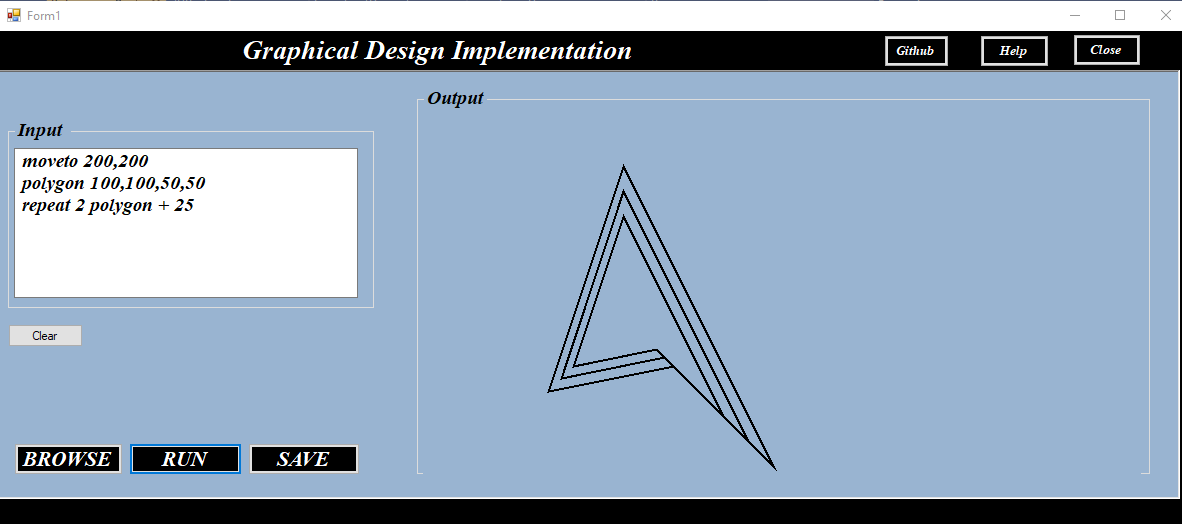 Form1
Graphical Design Implementation
Github
Help
Close
Input
moveto 200,200
polygon 100,100,50,50
repeat 2 polygon + 25
Clear
BROWSE
RUN
SAVE
Output